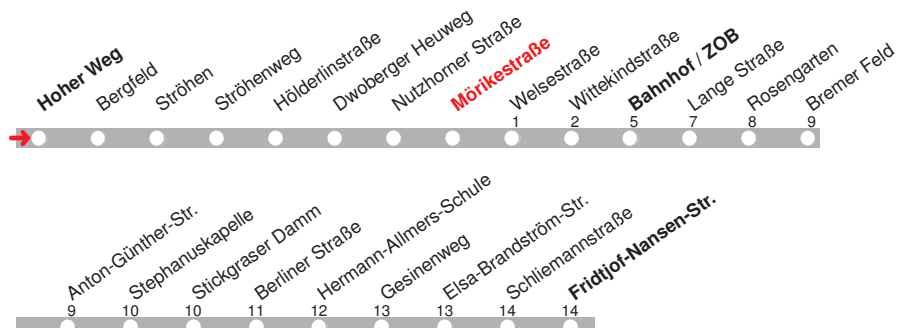 Hoher Weg
Bergfeld
Ströhen
Ströhenweg
Hölderlinstraße
Dwoberger Heuweg
Nutzhorner Straße
Mörikestraße
Welsestraße
Wittekindstraße
Bahnhof / ZOB
Lange Straße
Rosengarten
Bremer Feld
1 2 5 7 8 9
Anton-Günther-Str.
Stephanuskapelle
Stickgraser Damm
Berliner Straße
Hermann-Allmers-Schule
Gesinenweg
Elsa-Brandström-Str.
Schliemannstraße
Fridtjof-Nansen-Str.
9 10 10 11 12 13 13 14 14